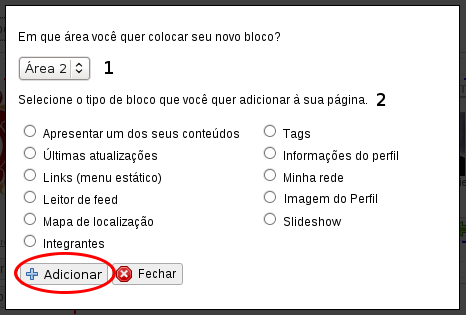 Em que área você quer colocar seu novo bloco?
Área 2 1
Selecione o tipo de bloco que você quer adicionar à sua página. 2
Apresentar um dos seus conteúdos Tags
Últimas atualizações Informações do perfil
Links (menu estático) Minha rede
Leitor de feed Imagem do Perfil
Mapa de localização Slideshow
Integrantes
Adicionar Fechar